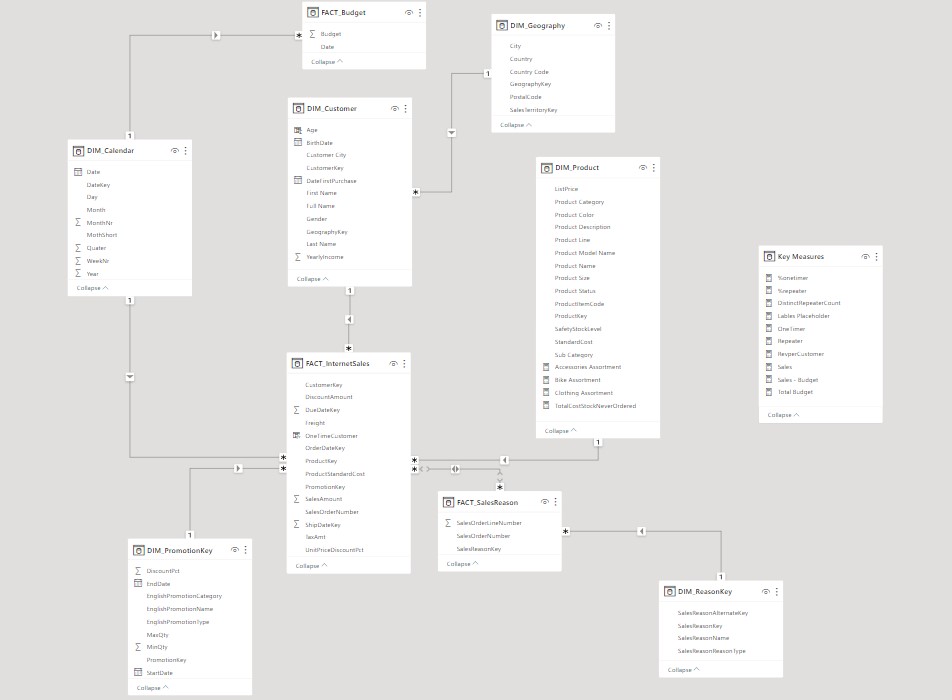 FACT_Budget
Budget
Date
Collapse
DIM_Geography
City
Country
Country Code
GeographyKey
PostalCode
SalesTerritoryKey
Collapse
DIM_Customer
Age
BirthDate
Customer City
CustomerKey
DateFirstPurchase
First Name
Full Name
Gender
GeographyKey
Last Name
YearlyIncome
Collapse
DIM_Calendar
Date
DateKey
Day
Month
MonthNr
MothShort
Quater
WeekNr
Year
Collapse
DIM_Product
ListPrice
Product Category
Product Color
Product Description
Product Line
Product Model Name
Product Name
Product Size
Product Status
ProductItemCode
ProductKey
SafetyStockLevel
StandardCost
Sub Category
Accessories Assortment
Bike Assortment
Clothing Assortment
TotalCostStockNeverOrdered
Collapse
Key Measures
%onetimer
%repeater
DistinctRepeaterCount
Lables Placeholder
OneTimer
Repeater
RevperCustomer
Sales
Sales - Budget
Total Budget
Collapse
FACT_InternetSales
CustomerKey
DiscountAmount
DueDateKey
Freight
OneTimeCustomer
OrderDateKey
ProductKey
ProductStandardCost
PromotionKey
SalesAmount
SalesOrderNumber
ShipDateKey
TaxAmt
UnitPriceDiscountPct
Collapse
FACT_SalesReason
SalesOrderLineNumber
SalesOrderNumber
SalesReasonKey
Collapse
DIM_PromotionKey
DiscountPct
EndDate
EnglishPromotionCategory
EnglishPromotionName
EnglishPromotionType
MaxQty
MinQty
PromotionKey
StartDate
Collapse
DIM_ReasonKey
SalesReasonAlternateKey
SalesReasonKey
SalesReasonName
SalesReasonReasonType
Collapse
1
1
1
1
1
1
1
*
*
*
*
*
*
*
*
*